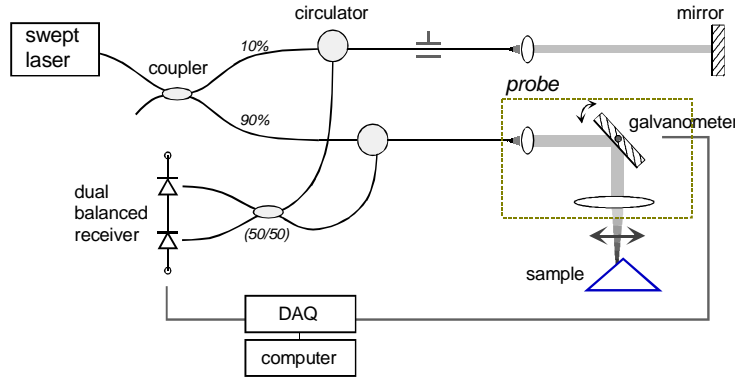 circulator
mirror
swept
laser
10%
coupler
probe
90%
galvanometer
dual
balanced
receiver
(50/50)
sample
DAQ
computer